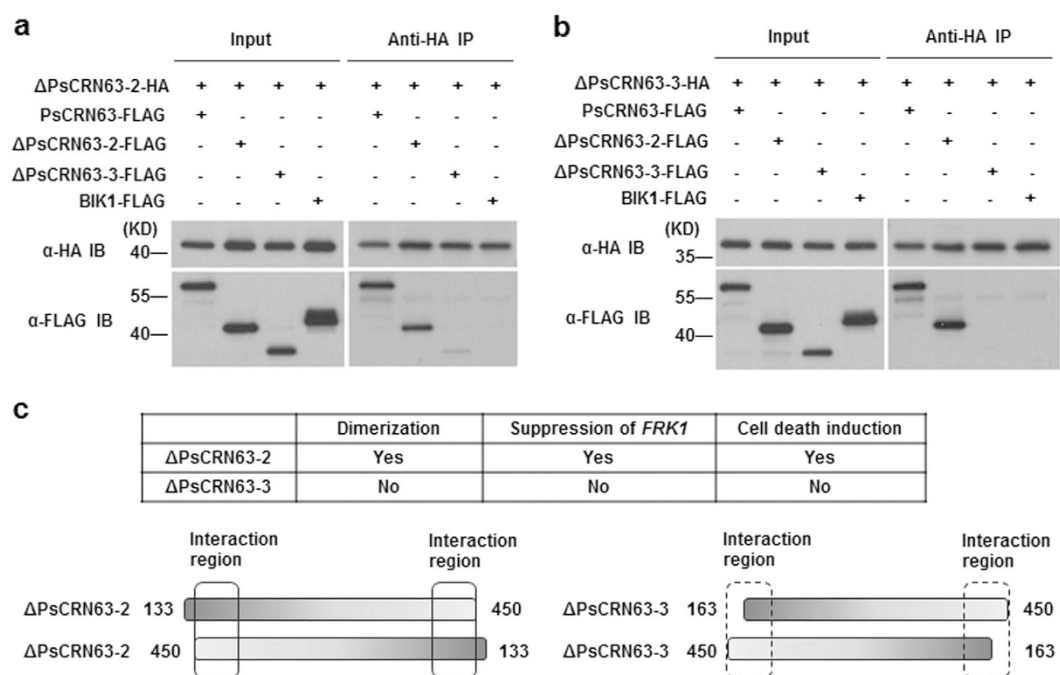 a
Input Anti-HA IP
ΔPsCRN63-2-HA + + + + + + + +
PsCRN63-FLAG + - - - + - - -
ΔPsCRN63-2-FLAG - + - - - + - -
ΔPsCRN63-3-FLAG - - + - - - + -
BIK1-FLAG - - - + - - - +
(KD)
α-HA IB 40—
55—
α-FLAG IB
40—
b
Input Anti-HA IP
ΔPsCRN63-3-HA + + + + + + + +
PsCRN63-FLAG + - - - + - - -
ΔPsCRN63-2-FLAG - + - - - + - -
ΔPsCRN63-3-FLAG - - + - - - + -
BIK1-FLAG - - - + - - - +
(KD)
α-HA IB 35—
55—
α-FLAG IB
40—
c
Dimerization Suppression of FRK1 Cell death induction
ΔPsCRN63-2 Yes Yes Yes
ΔPsCRN63-3 No No No
Interaction region Interaction region
ΔPsCRN63-2 133 450
ΔPsCRN63-2 450 133
Interaction region Interaction region
ΔPsCRN63-3 163 450
ΔPsCRN63-3 450 163